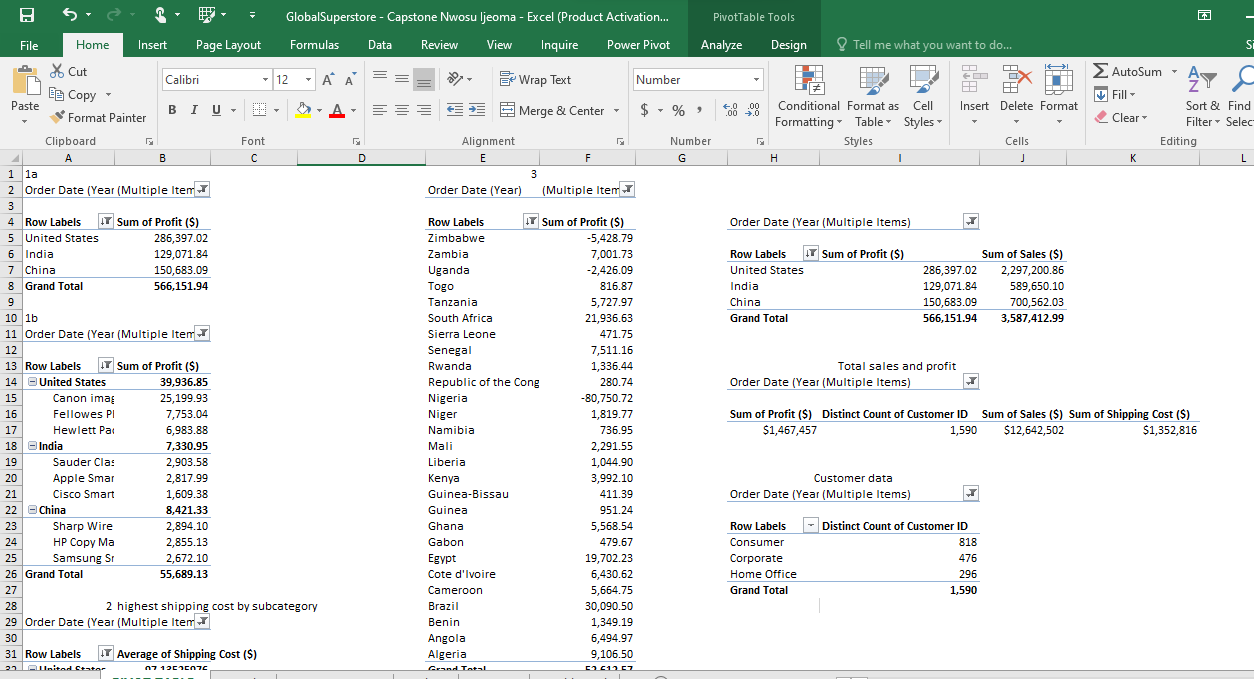 GlobalSuperstore - Capstone Nwosu Ijeoma - Excel (Product Activation... PivotTable Tools
File Home Insert Page Layout Formulas Data Review View Inquire Power Pivot Analyze Design Tell me what you want to do...
Cut
Copy
Format Painter
Paste
Clipboard
Calibri 12 A A
B I U A
Font
Wrap Text
Merge & Center
Alignment
Number
$ % ,
Number
Conditional Formatting
Format as Table
Cell Styles
Styles
Insert Delete Format
Cells
AutoSum
Fill
Clear
Sort & Filter
Find
Editing
A B C D E F G H I J K L
1 1a 3
2 Order Date (Year (Multiple Item Order Date (Year) (Multiple Item
3
4 Row Labels Sum of Profit ($) Row Labels Sum of Profit ($) Order Date (Year (Multiple Items)
5 United States 286,397.02 Zimbabwe -5,428.79
6 India 129,071.84 Zambia 7,001.73 Row Labels Sum of Profit ($) Sum of Sales ($)
7 China 150,683.09 Uganda -2,426.09 United States 286,397.02 2,297,200.86
8 Grand Total 566,151.94 Togo 816.87 India 129,071.84 589,650.10
9 Tanzania 5,727.97 China 150,683.09 700,562.03
10 1b South Africa 21,936.63 Grand Total 566,151.94 3,587,412.99
11 Order Date (Year (Multiple Item Sierra Leone 471.75
12 Senegal 7,511.16
13 Row Labels Sum of Profit ($) Rwanda 1,336.44 Total sales and profit
14 United States 39,936.85 Republic of the Cong 280.74 Order Date (Year (Multiple Items)
15 Canon imag 25,199.93 Nigeria -80,750.72
16 Fellowes Pl 7,753.04 Niger 1,819.77 Sum of Profit ($) Distinct Count of Customer ID Sum of Sales ($) Sum of Shipping Cost ($)
17 Hewlett Pac 6,983.88 Namibia 736.95 $1,467,457 1,590 $12,642,502 $1,352,816
18 India 7,330.95 Mali 2,291.55
19 Sauder Clas 2,903.58 Liberia 1,044.90
20 Apple Smar 2,817.99 Kenya 3,992.10 Customer data
21 Cisco Smart 1,609.38 Guinea-Bissau 411.39 Order Date (Year (Multiple Items)
22 China 8,421.33 Guinea 951.24
23 Sharp Wire 2,894.10 Ghana 5,568.54 Row Labels Distinct Count of Customer ID
24 HP Copy Ma 2,855.13 Gabon 479.67 Consumer 818
25 Samsung Sr 2,672.10 Egypt 19,702.23 Corporate 476
26 Grand Total 55,689.13 Cote d'Ivoire 6,430.62 Home Office 296
27 Cameroon 5,664.75 Grand Total 1,590
28 2 highest shipping cost by subcategory Brazil 30,090.50
29 Order Date (Year (Multiple Item Benin 1,349.19
30 Angola 6,494.97
31 Row Labels Average of Shipping Cost ($) Algeria 9,106.50
32 United States Grand Total